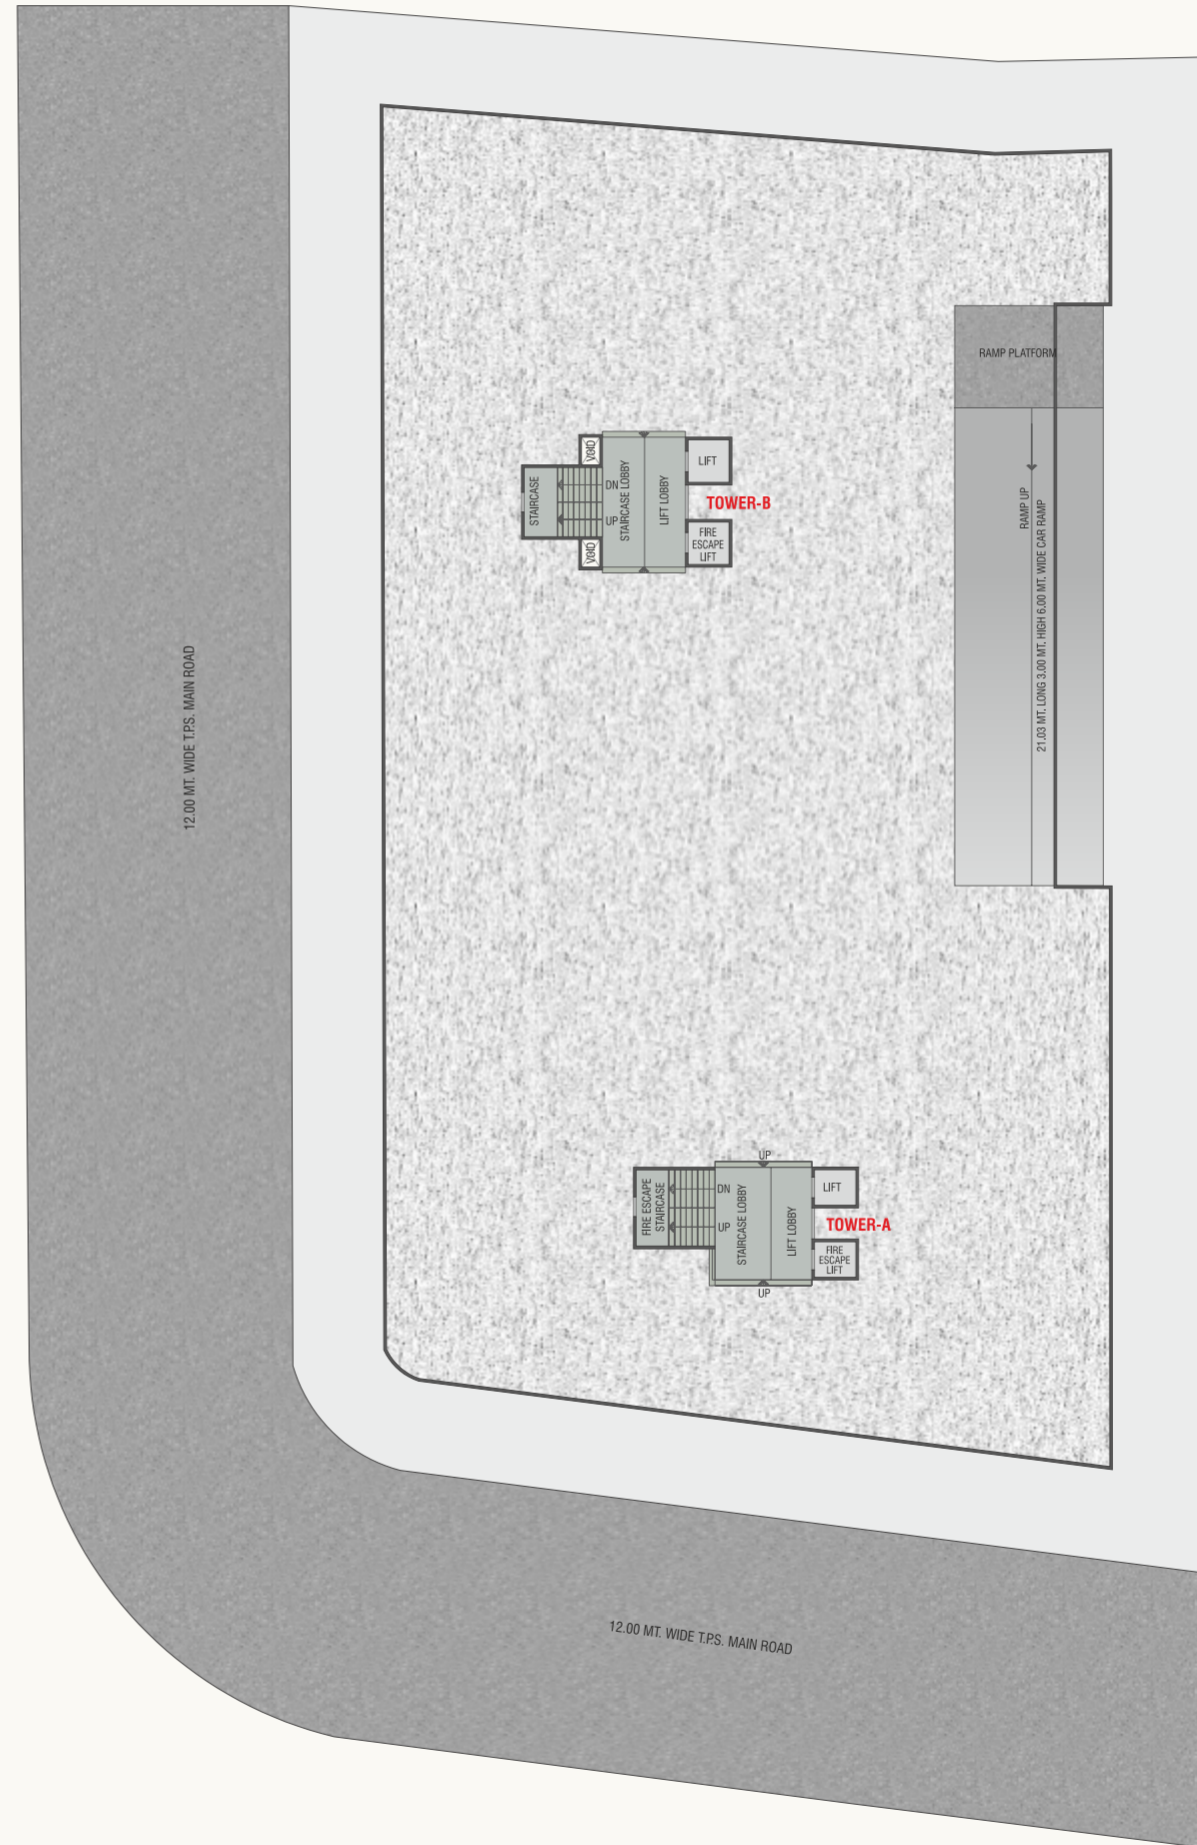 RAMP PLATFORM
RAMP UP
21.03 MT. LONG 3.00 MT. HIGH 6.00 MT. WIDE CAR RAMP
VOID
STAIRCASE
DN
UP
VOID
STAIRCASE LOBBY
LIFT LOBBY
LIFT
TOWER-B
FIRE
ESCAPE
LIFT
12.00 MT. WIDE T.P.S. MAIN ROAD
UP
FIRE ESCAPE
STAIRCASE
DN
UP
STAIRCASE LOBBY
LIFT LOBBY
LIFT
TOWER-A
FIRE
ESCAPE
LIFT
UP
12.00 MT. WIDE T.P.S. MAIN ROAD